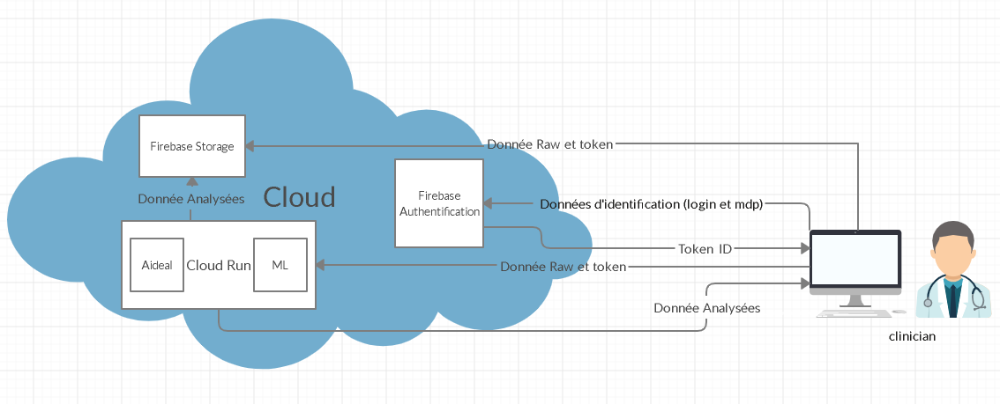 Donnée Raw et token
Firebase Storage
Donnée Analysées
Cloud
Firebase
Authentification
Données d'identification (login et mdp)
Token ID
Aideal
Cloud Run
ML
Donnée Raw et token
Donnée Analysées
clinician